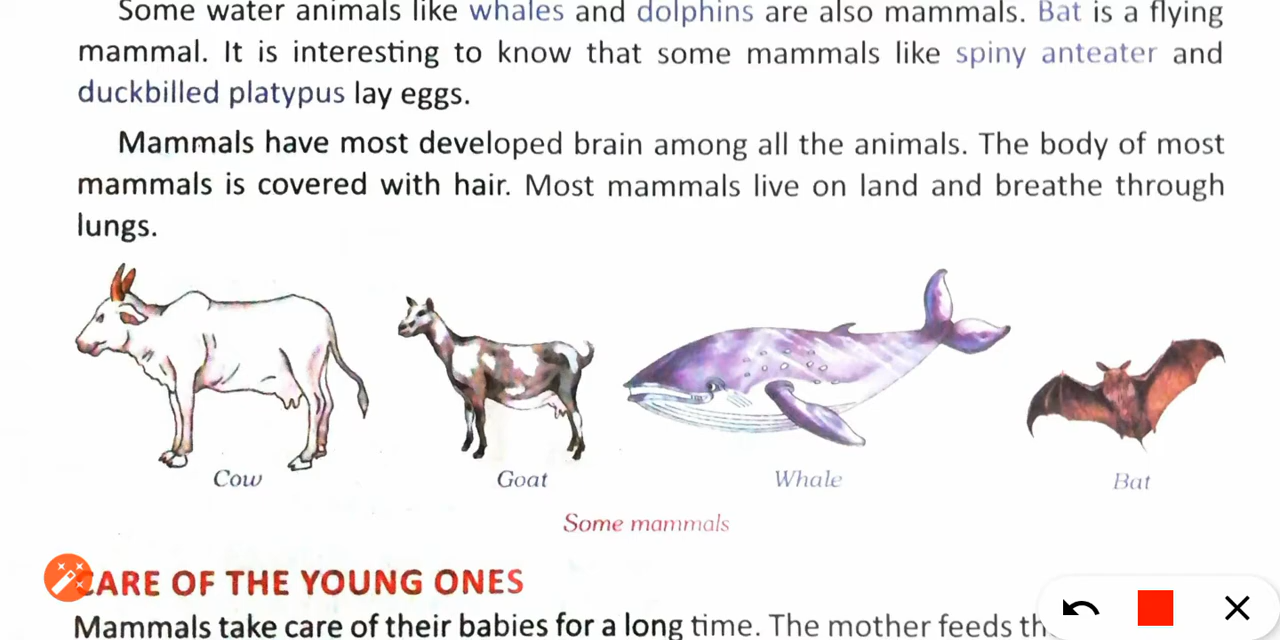 Some water animals like whales and dolphins are also mammals. Bat is a flying
mammal. It is interesting to know that some mammals like spiny anteater and
duckbilled platypus lay eggs.
Mammals have most developed brain among all the animals. The body of most
mammals is covered with hair. Most mammals live on land and breathe through
lungs.
Cow Goat Whale Bat
Some mammals
CARE OF THE YOUNG ONES
Mammals take care of their babies for a long time. The mother feeds